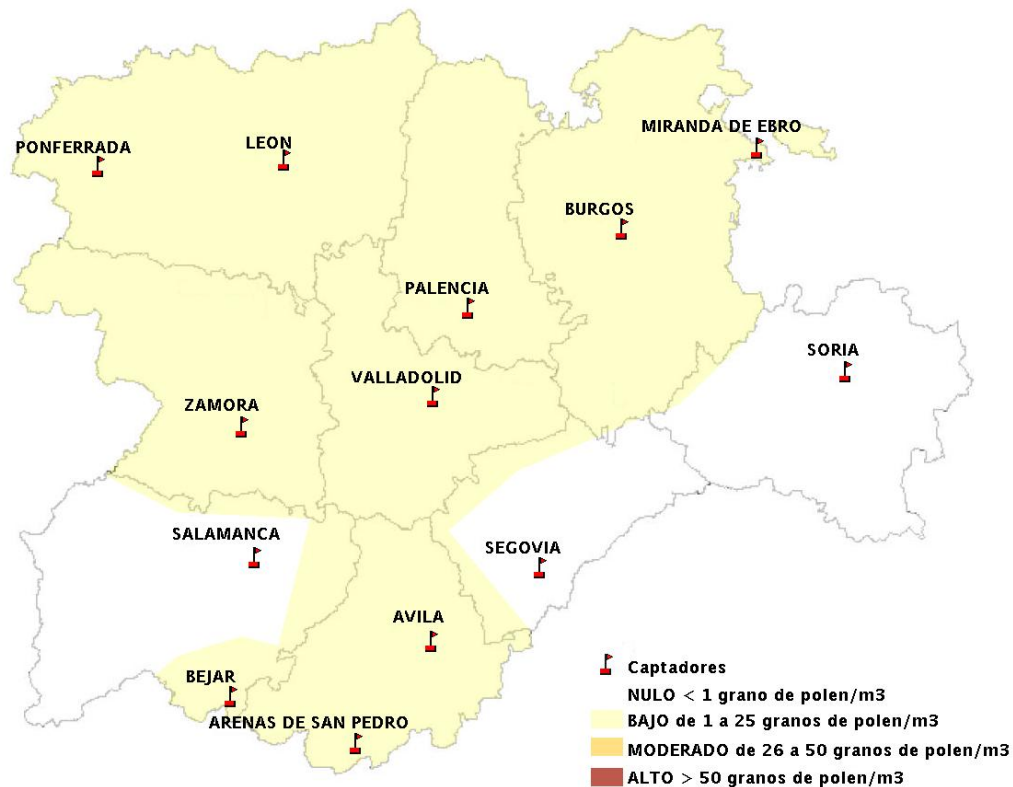 MIRANDA DE EBRO
PONFERRADA
LEON
BURGOS
PALENCIA
SORIA
VALLADOLID
ZAMORA
SALAMANCA
SEGOVIA
AVILA
BEJAR
ARENAS DE SAN PEDRO
Captadores
NULO < 1 grano de polen/m3
BAJO de 1 a 25 granos de polen/m3
MODERADO de 26 a 50 granos de polen/m3
ALTO > 50 granos de polen/m3